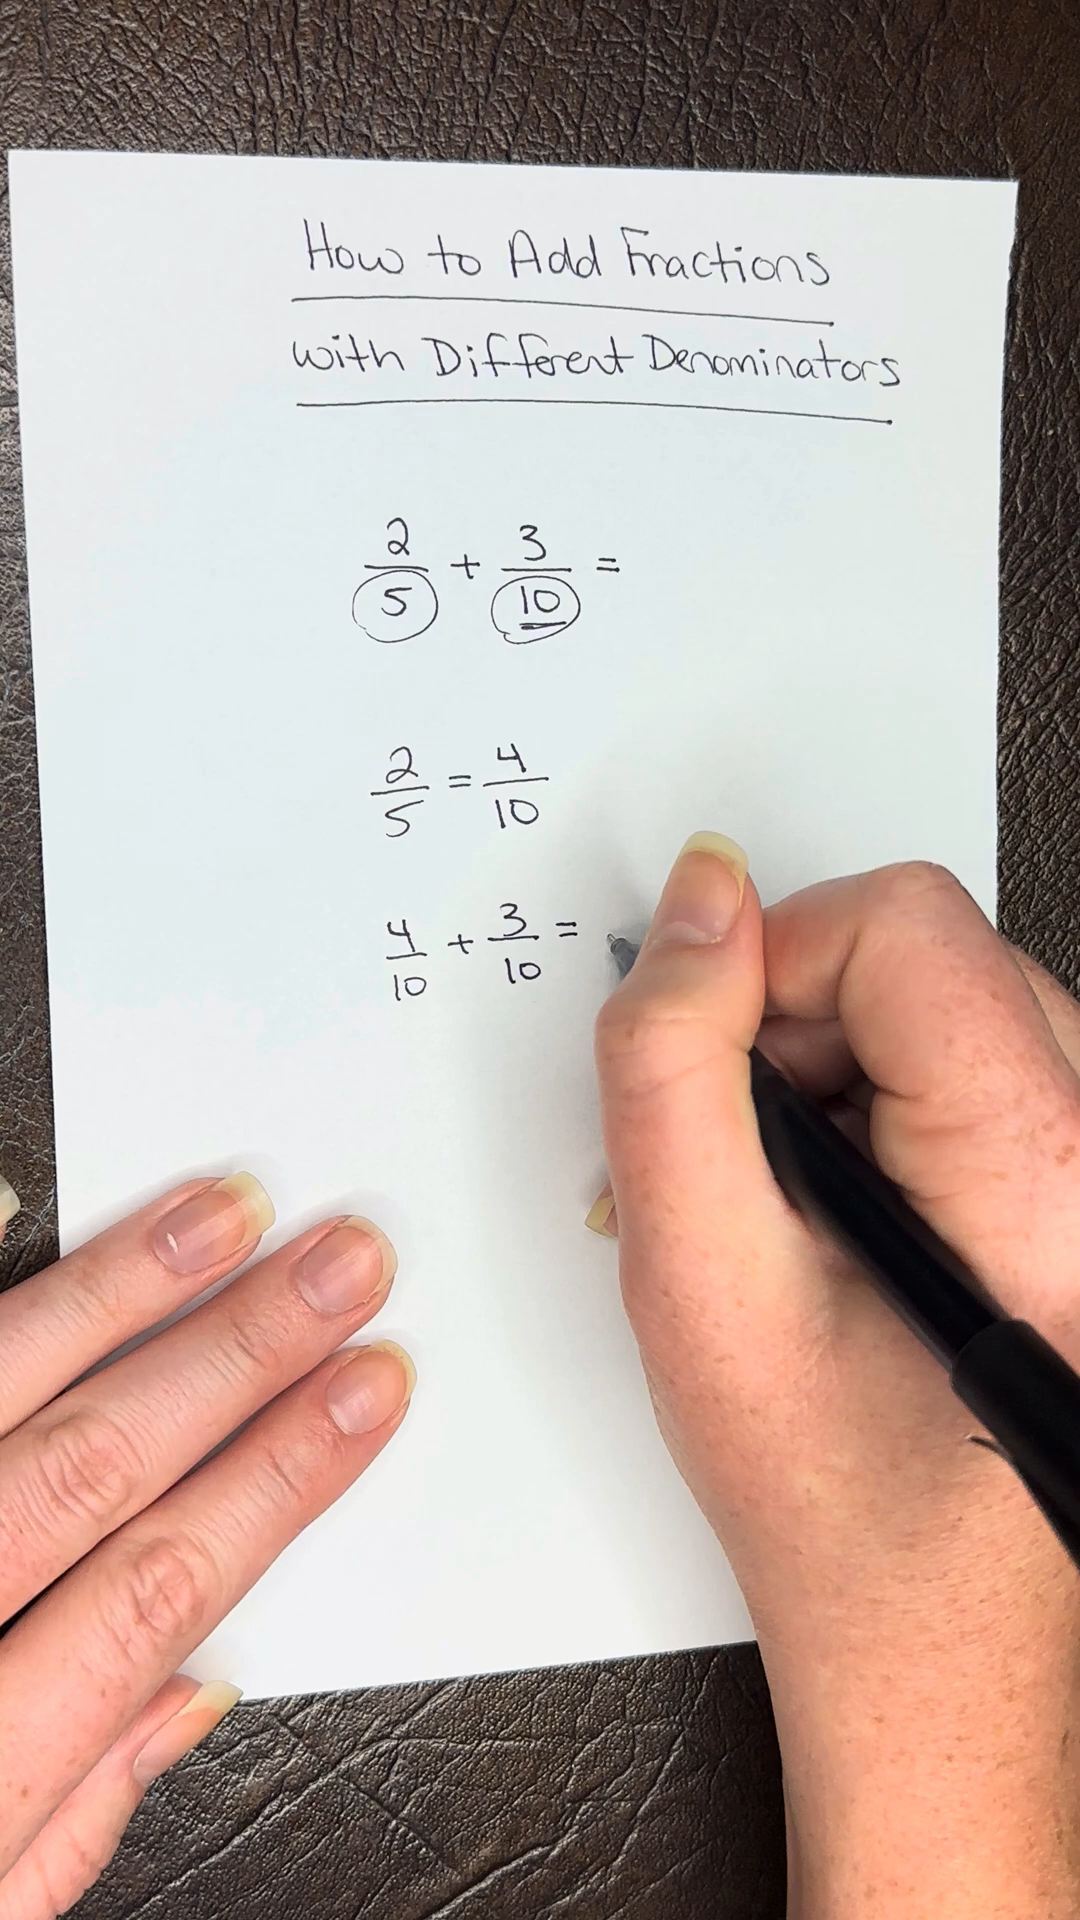 How to Add Fractions
with Different Denominators
2/5 + 3/10 =
2/5 = 4/10
4/10 + 3/10 =